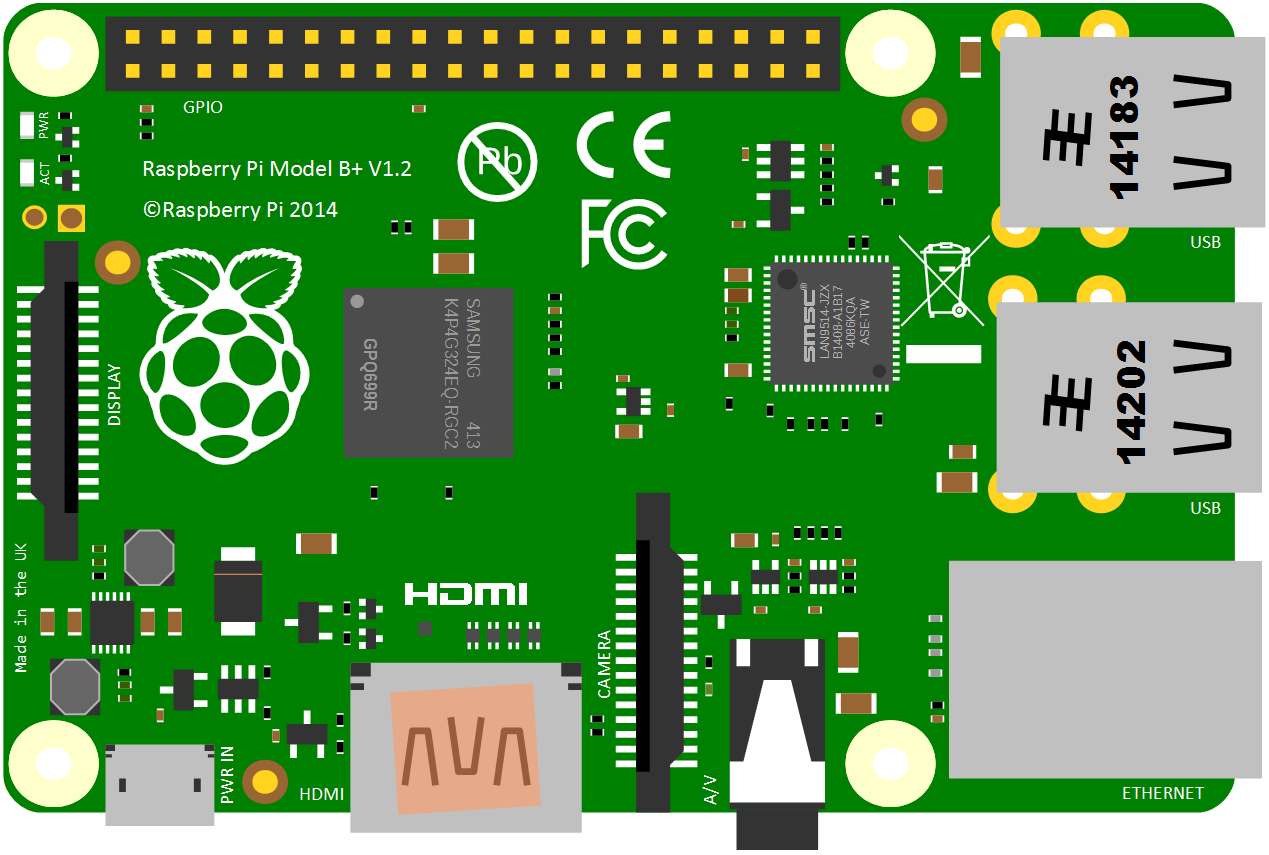 GPIO
PWR
ACT
Raspberry Pi Model B+ V1.2
©Raspberry Pi 2014
Pb
CE
FC
14183
USB
DISPLAY
GPQ699R
SAMSUNG 413
K4P4G324EQ-RGC2
smsc®
LAN9514-JZX
B1408-A1B17
4086KQA
ASE-TW
14202
USB
Made in the UK
HDMI
CAMERA
PWR IN
HDMI
A/V
ETHERNET